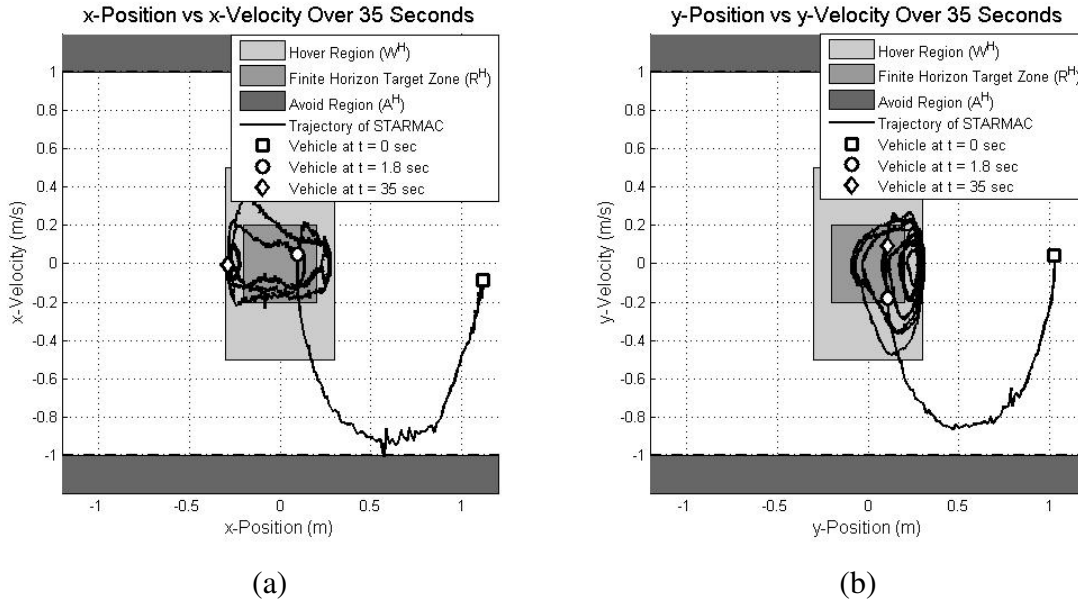 x-Position vs x-Velocity Over 35 Seconds
Hover Region (W^H)
Finite Horizon Target Zone (R^H)
Avoid Region (A^H)
Trajectory of STARMAC
Vehicle at t = 0 sec
Vehicle at t = 1.8 sec
Vehicle at t = 35 sec
1
0.8
0.6
0.4
0.2
0
-0.2
-0.4
-0.6
-0.8
-1
x-Velocity (m/s)
-1 -0.5 0 0.5 1
x-Position (m)
(a)
y-Position vs y-Velocity Over 35 Seconds
Hover Region (W^H)
Finite Horizon Target Zone (R^H)
Avoid Region (A^H)
Trajectory of STARMAC
Vehicle at t = 0 sec
Vehicle at t = 1.8 sec
Vehicle at t = 35 sec
1
0.8
0.6
0.4
0.2
0
-0.2
-0.4
-0.6
-0.8
-1
y-Velocity (m/s)
-1 -0.5 0 0.5 1
y-Position (m)
(b)